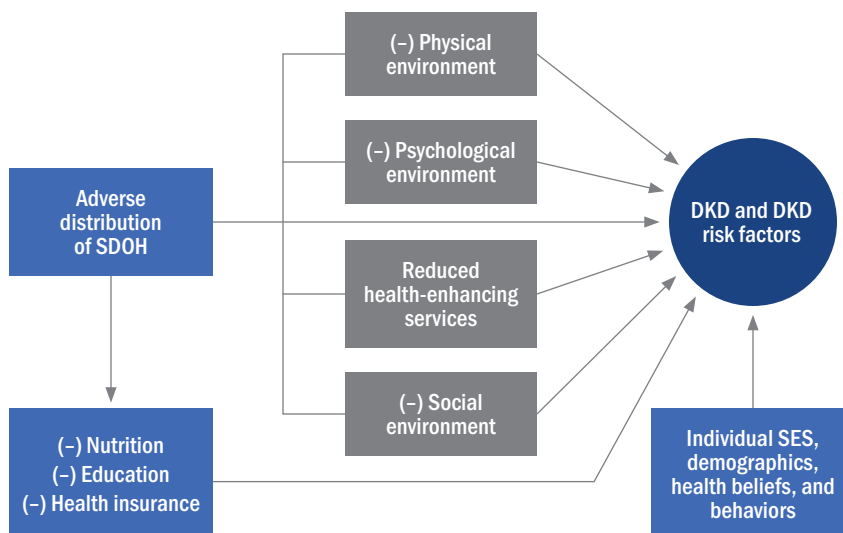 (–) Physical
environment
(–) Psychological
environment
Adverse
distribution
of SDOH
DKD and DKD
risk factors
Reduced
health-enhancing
services
(–) Social
environment
(–) Nutrition
(–) Education
(–) Health insurance
Individual SES,
demographics,
health beliefs, and
behaviors